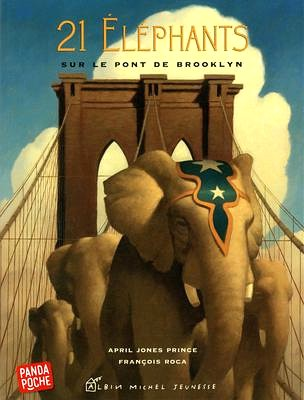 21 ÉLÉPHANTS
SUR LE PONT DE BROOKLYN
APRIL JONES PRINCE
FRANÇOIS ROCA
PANDA
POCHE
ALBIN MICHEL JEUNESSE